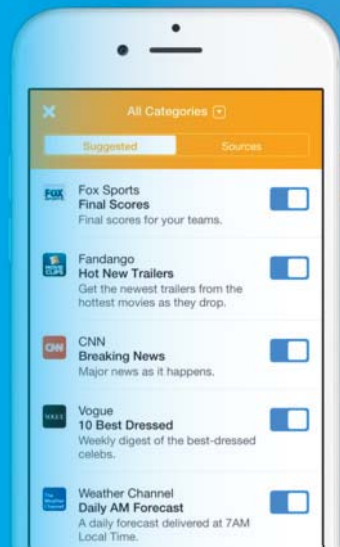 All Categories
Suggested
Sources
FOX
Fox Sports
Final Scores
Final scores for your teams.
MOVIE
CLIPS
Fandango
Hot New Trailers
Get the newest trailers from the
hottest movies as they drop.
CNN
CNN
Breaking News
Major news as it happens.
VOGUE
Vogue
10 Best Dressed
Weekly digest of the best-dressed
celebs.
The
Weather
Channel
Weather Channel
Daily AM Forecast
A daily forecast delivered at 7AM
Local Time.